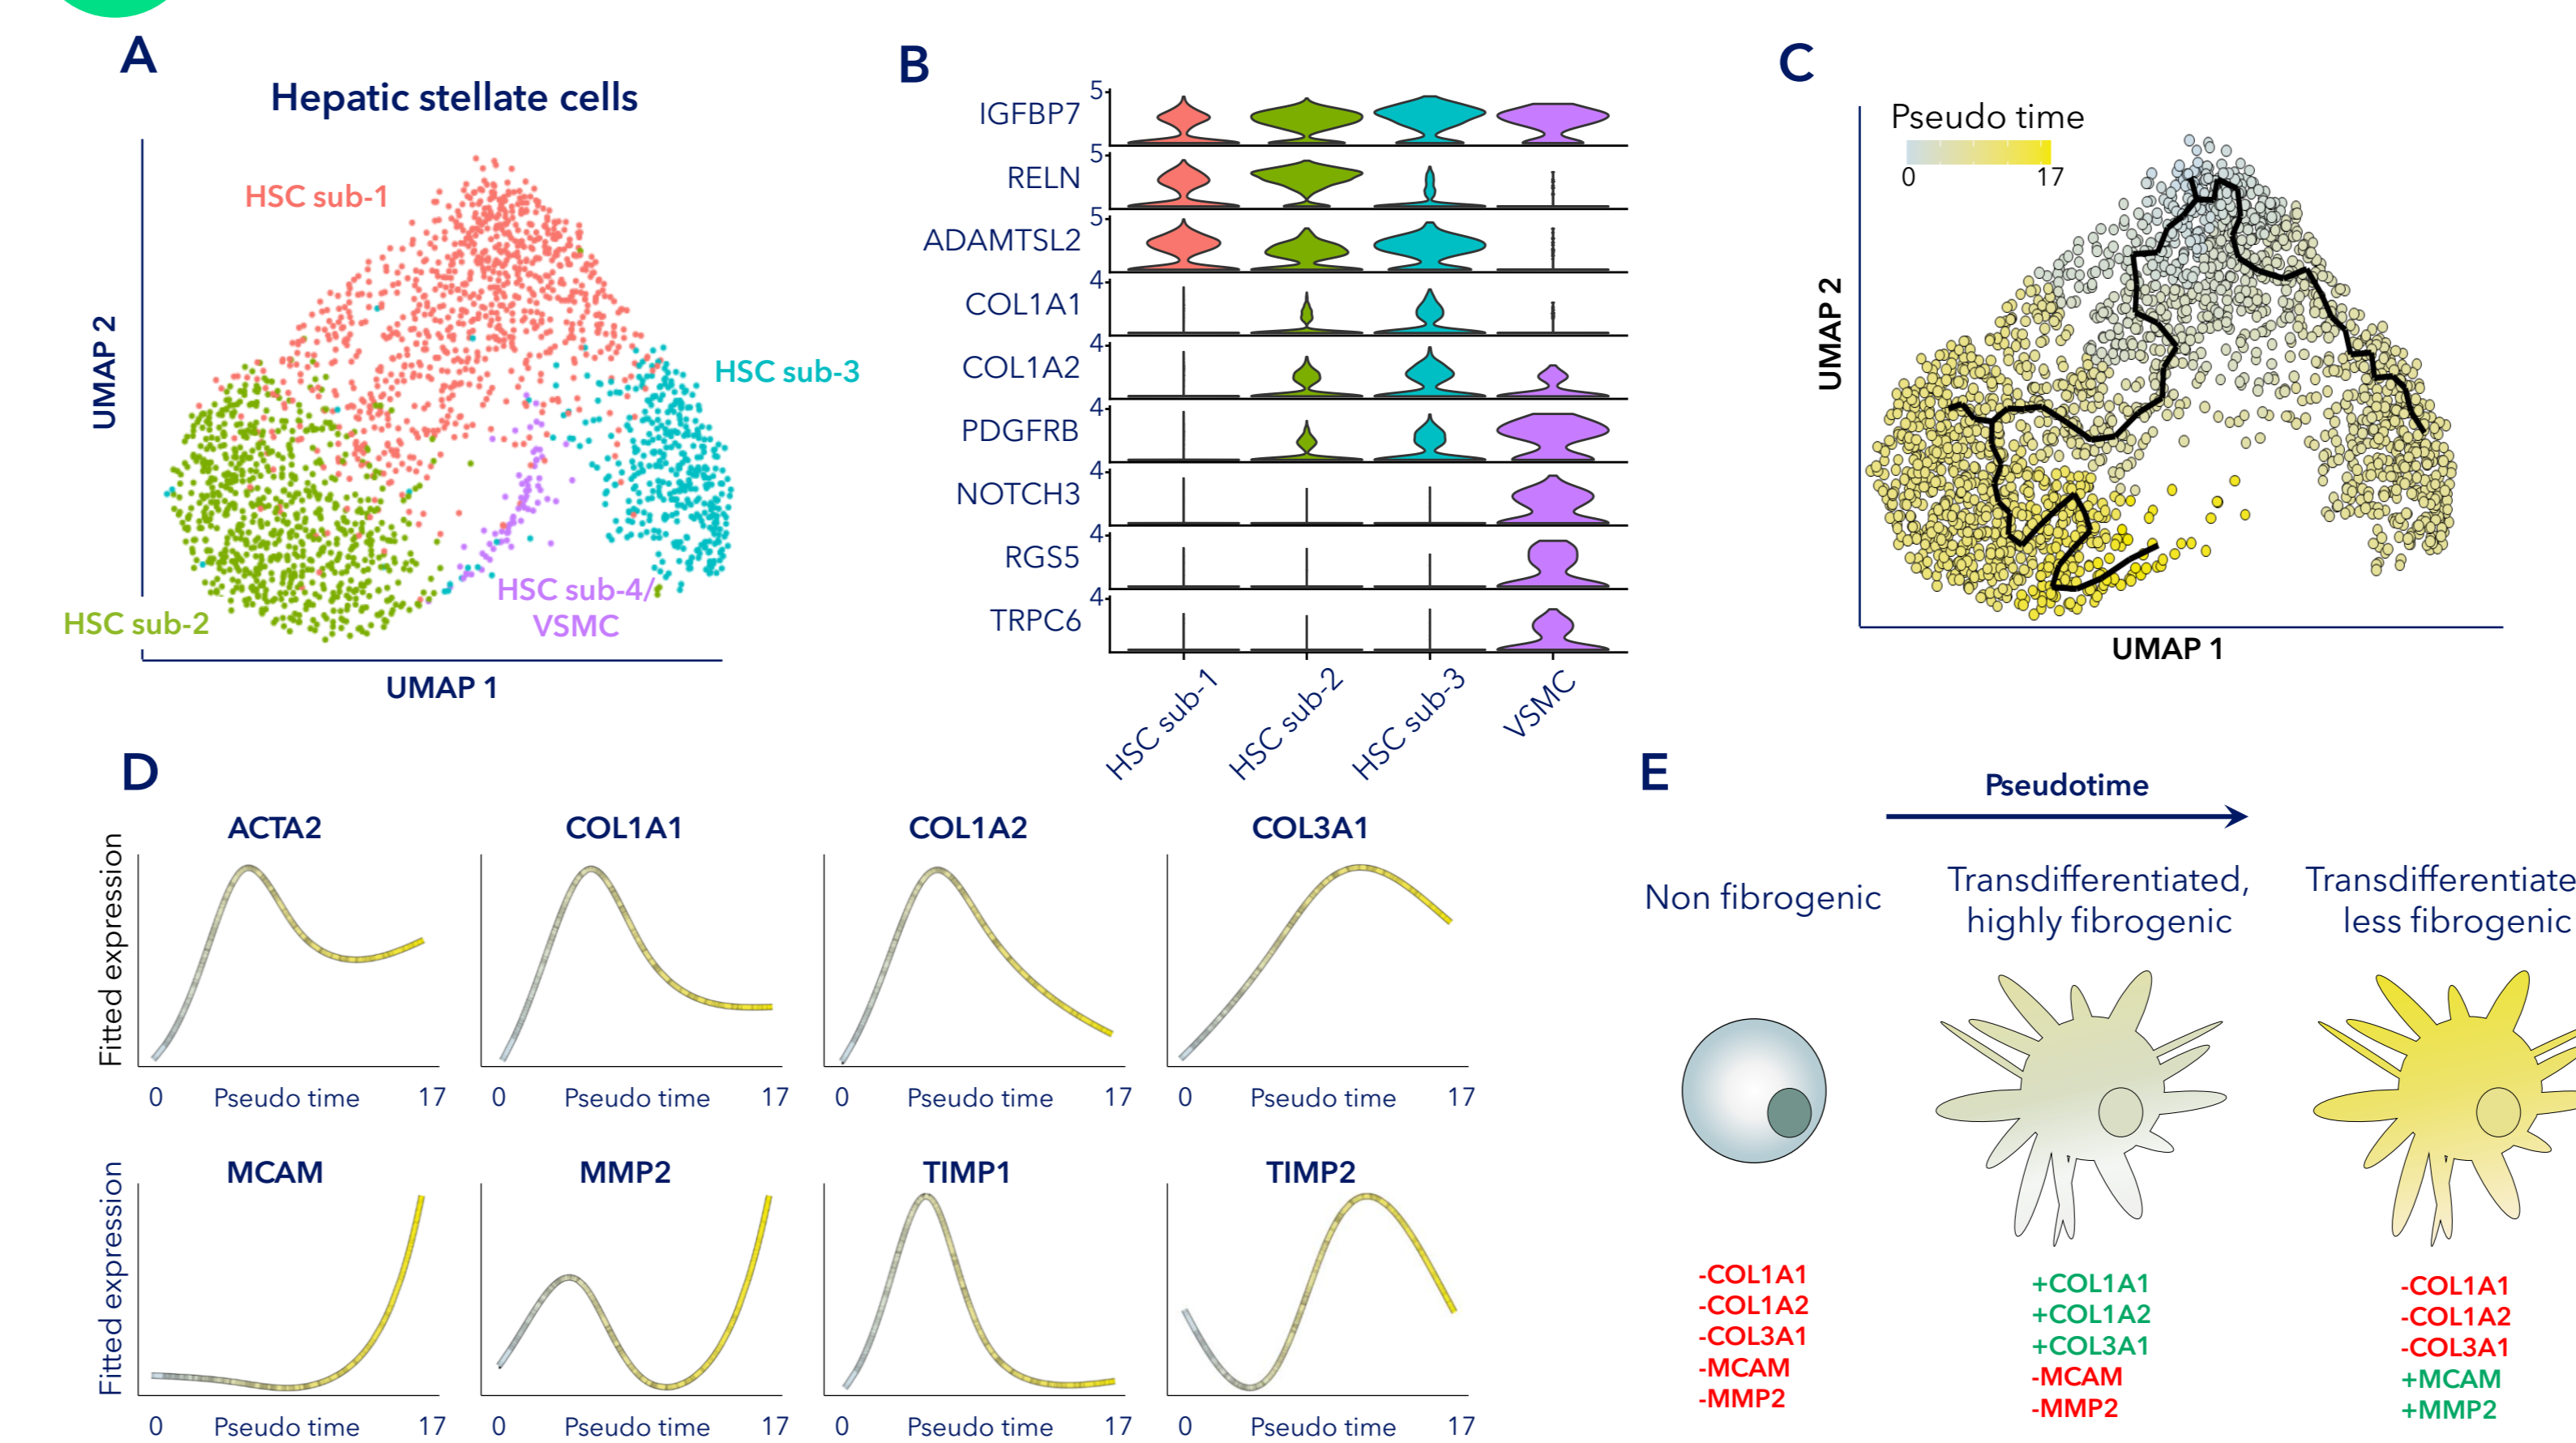 A
Hepatic stellate cells
HSC sub-1
HSC sub-3
HSC sub-4/
VSMC
HSC sub-2
UMAP 2
UMAP 1
B
IGFBP7
5
RELN
5
ADAMTSL2
5
COL1A1
4
COL1A2
4
PDGFRB
4
NOTCH3
4
RGS5
4
TRPC6
4
HSC sub-1
HSC sub-2
HSC sub-3
VSMC
C
Pseudo time
0 17
UMAP 2
UMAP 1
D
ACTA2
COL1A1
COL1A2
COL3A1
Fitted expression
0 Pseudo time 17
0 Pseudo time 17
0 Pseudo time 17
0 Pseudo time 17
MCAM
MMP2
TIMP1
TIMP2
Fitted expression
0 Pseudo time 17
0 Pseudo time 17
0 Pseudo time 17
0 Pseudo time 17
E
Pseudotime
Non fibrogenic
Transdifferentiated,
highly fibrogenic
Transdifferentiate
less fibrogenic
-COL1A1
-COL1A2
-COL3A1
-MCAM
-MMP2
+COL1A1
+COL1A2
+COL3A1
-MCAM
-MMP2
-COL1A1
-COL1A2
-COL3A1
+MCAM
+MMP2